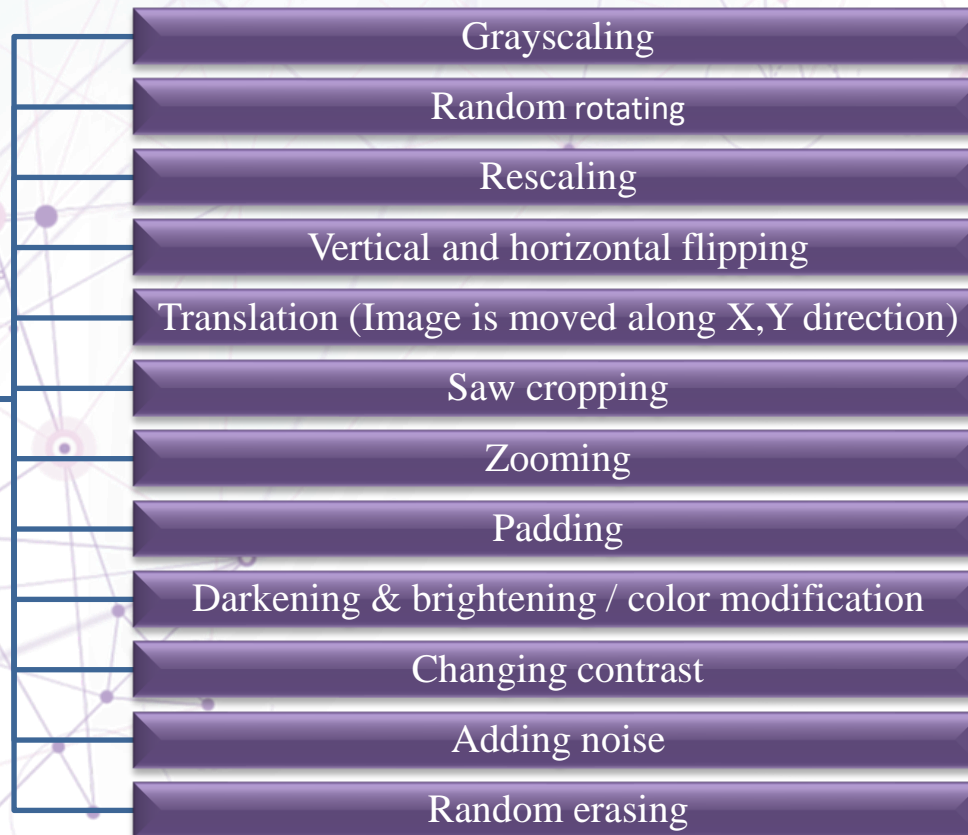 Grayscaling
Random rotating
Rescaling
Vertical and horizontal flipping
Translation (Image is moved along X,Y direction)
Saw cropping
Zooming
Padding
Darkening & brightening / color modification
Changing contrast
Adding noise
Random erasing